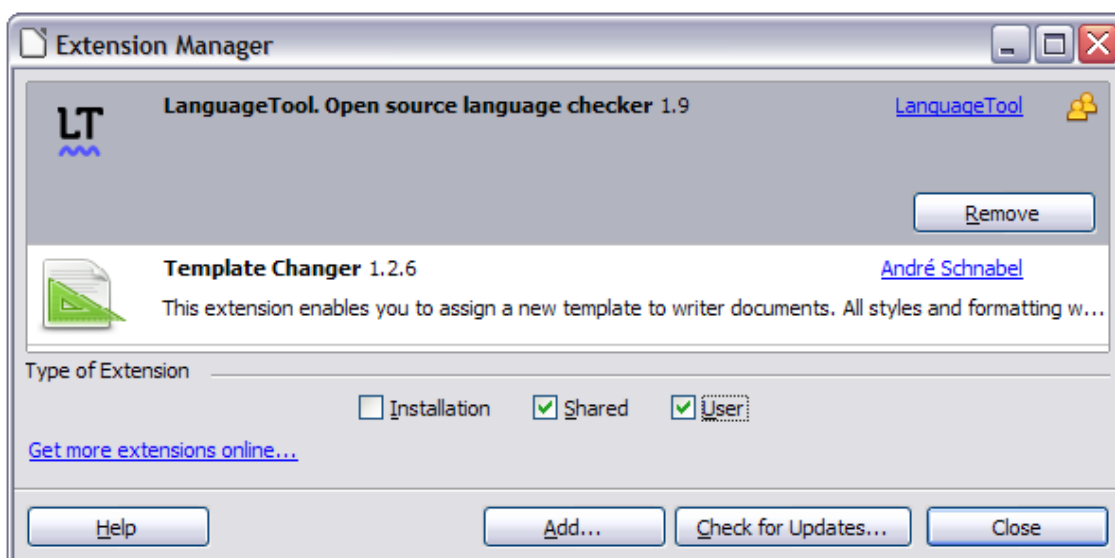 Extension Manager
LT
LanguageTool. Open source language checker 1.9 LanguageTool
Remove
Template Changer 1.2.6 André Schnabel
This extension enables you to assign a new template to writer documents. All styles and formatting w...
Type of Extension
Installation Shared User
Get more extensions online...
Help Add... Check for Updates... Close